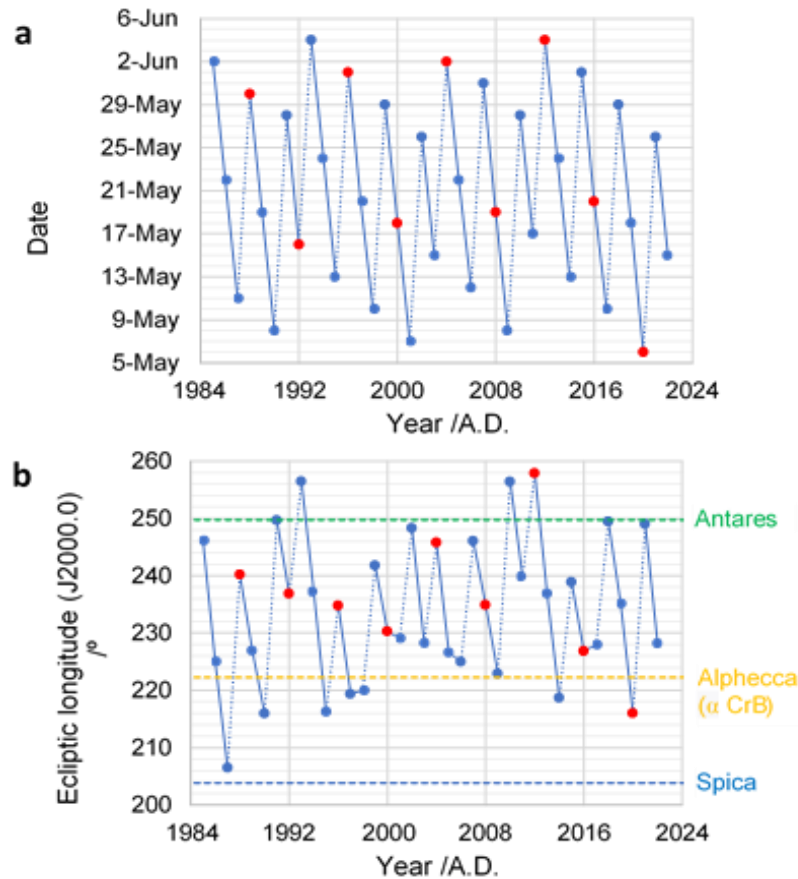 a
6-Jun
2-Jun
29-May
25-May
21-May
17-May
13-May
9-May
5-May
Date
1984 1992 2000 2008 2016 2024
Year /A.D.
b
260
250
240
230
220
210
200
Ecliptic longitude (J2000.0)
/º
Antares
Alphecca
(α CrB)
Spica
1984 1992 2000 2008 2016 2024
Year /A.D.